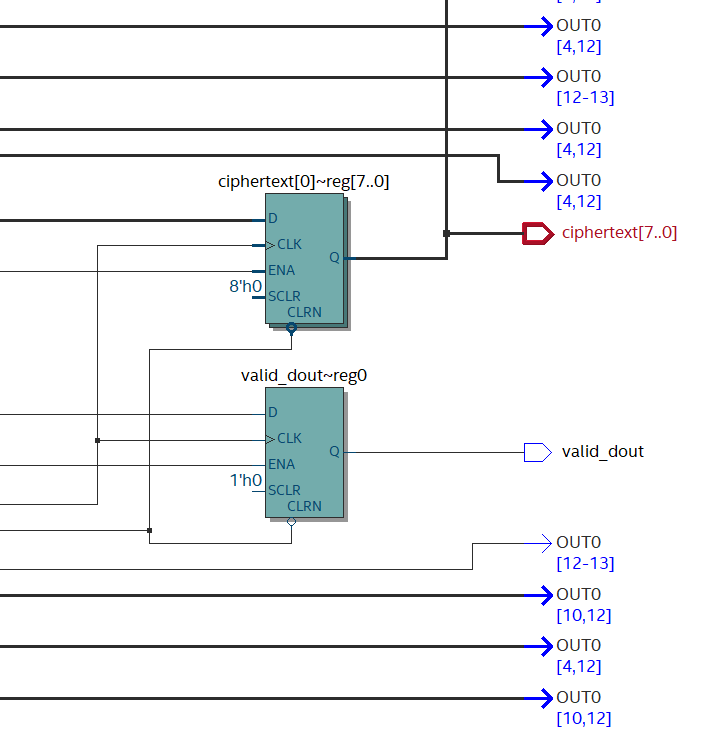 OUT0
[4,12]
OUT0
[12-13]
OUT0
[4,12]
OUT0
[4,12]
ciphertext[0]~reg[7..0]
D
CLK
ENA
8'h0
SCLR
CLRN
Q
ciphertext[7..0]
valid_dout~reg0
D
CLK
ENA
1'h0
SCLR
CLRN
Q
valid_dout
OUT0
[12-13]
OUT0
[10,12]
OUT0
[4,12]
OUT0
[10,12]